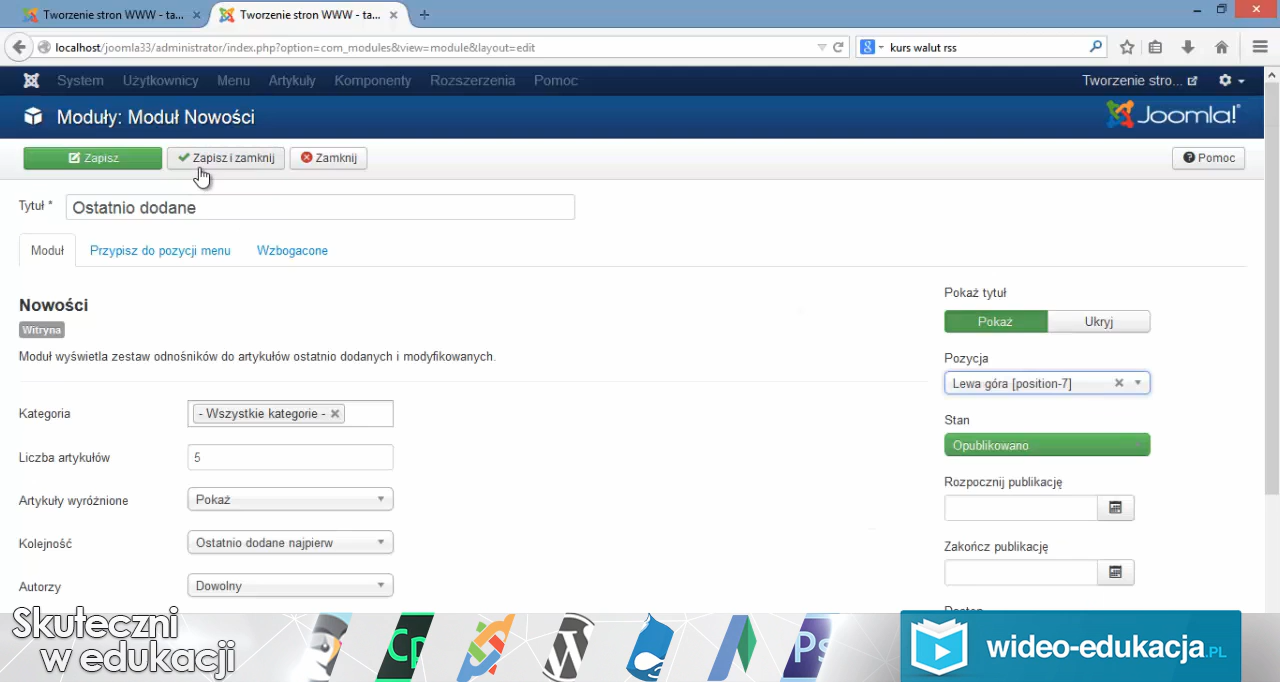 Tworzenie stron WWW - ta... Tworzenie stron WWW - ta...
localhost/joomla33/administrator/index.php?option=com_modules&view=module&layout=edit kurs walut rss
System Użytkownicy Menu Artykuły Komponenty Rozszerzenia Pomoc Tworzenie stro...
Moduły: Moduł Nowości Joomla!
Zapisz Zapisz i zamknij Zamknij Pomoc
Tytuł * Ostatnio dodane
Moduł Przypisz do pozycji menu Wzbogacone
Nowości
Witryna
Moduł wyświetla zestaw odnośników do artykułów ostatnio dodanych i modyfikowanych.
Kategoria - Wszystkie kategorie -
Liczba artykułów 5
Artykuły wyróżnione Pokaż
Kolejność Ostatnio dodane najpierw
Autorzy Dowolny
Pokaż tytuł
Pokaż Ukryj
Pozycja
Lewa góra [position-7]
Stan
Opublikowano
Rozpocznij publikację
Zakończ publikację
Skuteczni
w edukacji
Cp
Ps
wideo-edukacja.PL